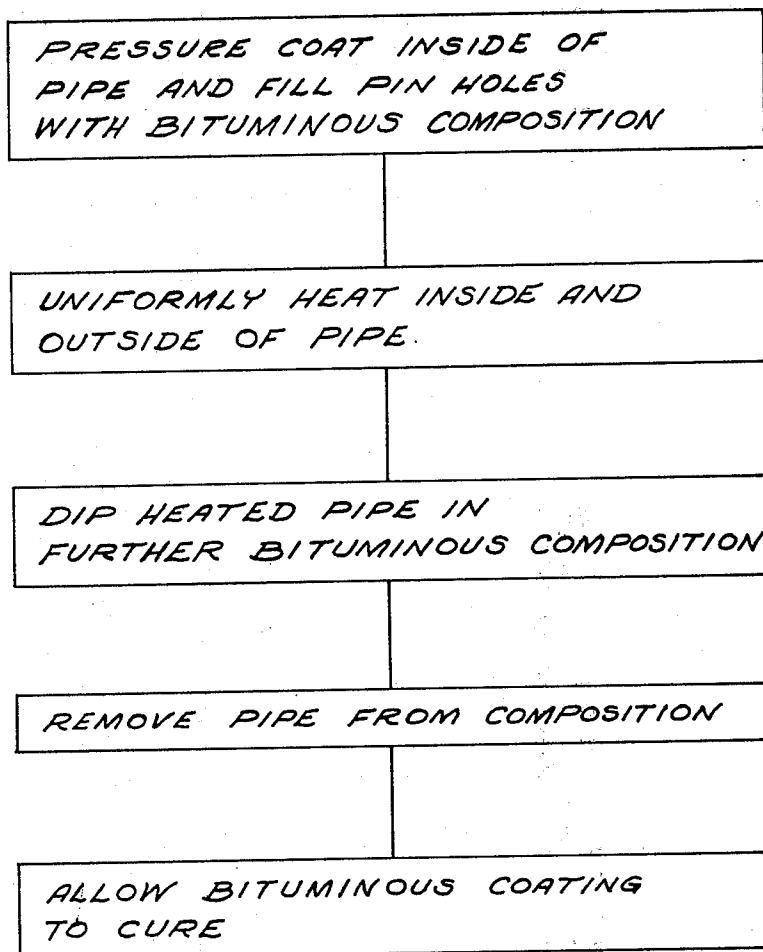 PRESSURE COAT INSIDE OF
PIPE AND FILL PIN HOLES
WITH BITUMINOUS COMPOSITION
UNIFORMLY HEAT INSIDE AND
OUTSIDE OF PIPE.
DIP HEATED PIPE IN
FURTHER BITUMINOUS COMPOSITION
REMOVE PIPE FROM COMPOSITION
ALLOW BITUMINOUS COATING
TO CURE